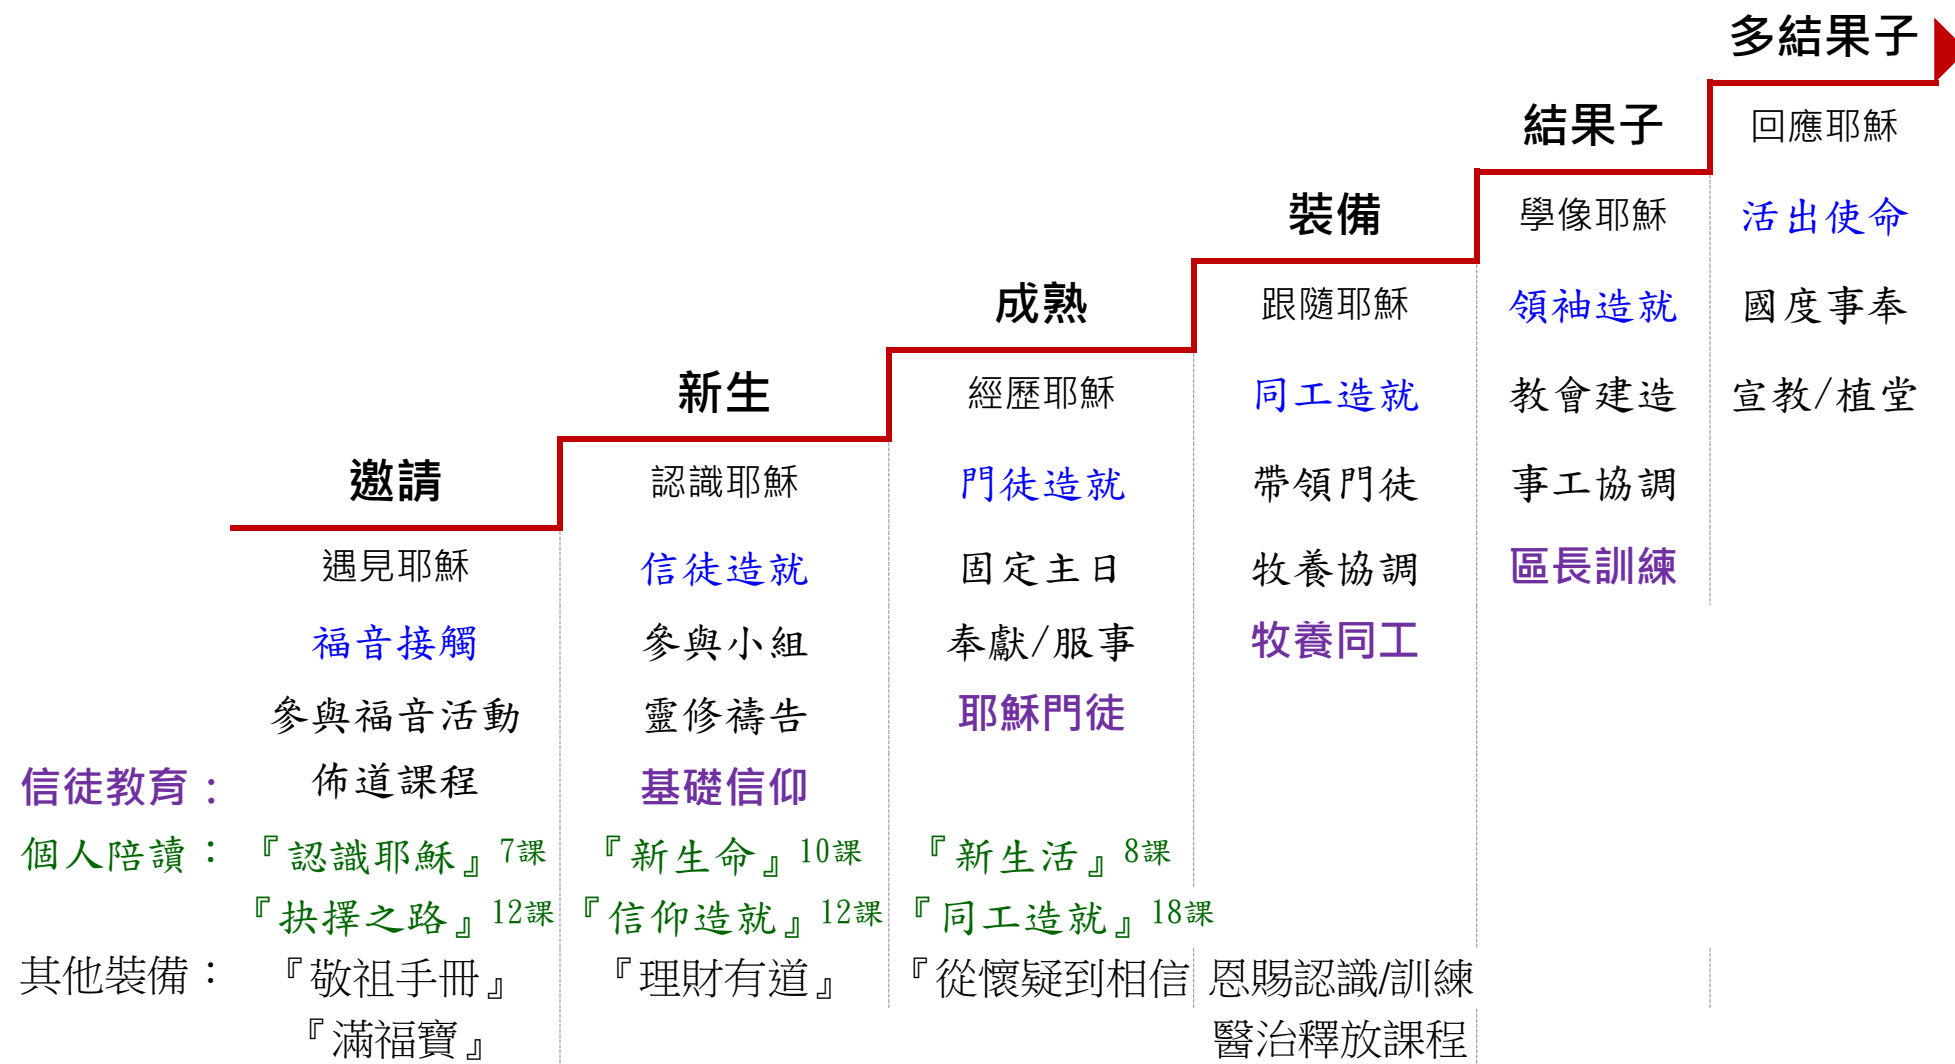 多結果子
結果子 回應耶穌
裝備 學像耶穌 活出使命
成熟 跟隨耶穌 領袖造就 國度事奉
新生 經歷耶穌 同工造就 教會建造 宣教/植堂
邀請 認識耶穌 門徒造就 帶領門徒 事工協調
遇見耶穌 信徒造就 固定主日 牧養協調 區長訓練
福音接觸 參與小組 奉獻/服事 牧養同工
參與福音活動 靈修禱告 耶穌門徒
信徒教育： 佈道課程 基礎信仰
個人陪讀： 『認識耶穌』7課 『新生命』10課 『新生活』8課
『抉擇之路』12課 『信仰造就』12課 『同工造就』18課
其他裝備： 『敬祖手冊』 『理財有道』 『從懷疑到相信 恩賜認識/訓練
『滿福寶』 醫治釋放課程